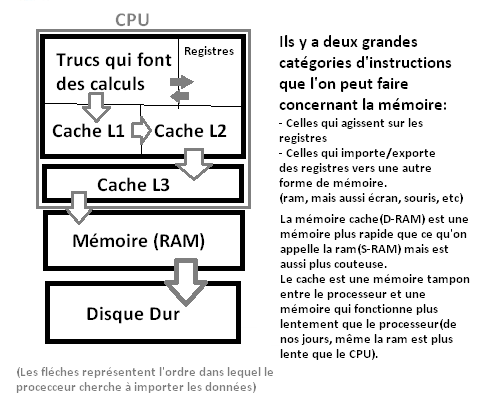 CPU
Trucs qui font
des calculs
Registres
Cache L1
Cache L2
Cache L3
Mémoire (RAM)
Disque Dur
(Les fléches représentent l'ordre dans lequel le
procecceur cherche à importer les données)
Ils y a deux grandes
catégories d'instructions
que l'on peut faire
concernant la mémoire:
- Celles qui agissent sur les
registres
- Celles qui importe/exporte
des registres vers une autre
forme de mémoire.
(ram, mais aussi écran, souris, etc)
La mémoire cache(D-RAM) est une
mémoire plus rapide que ce qu'on
appelle la ram(S-RAM) mais est
aussi plus couteuse.
Le cache est une mémoire tampon
entre le processeur et une
mémoire qui fonctionne plus
lentement que le processeur(de
nos jours, même la ram est plus
lente que le CPU).